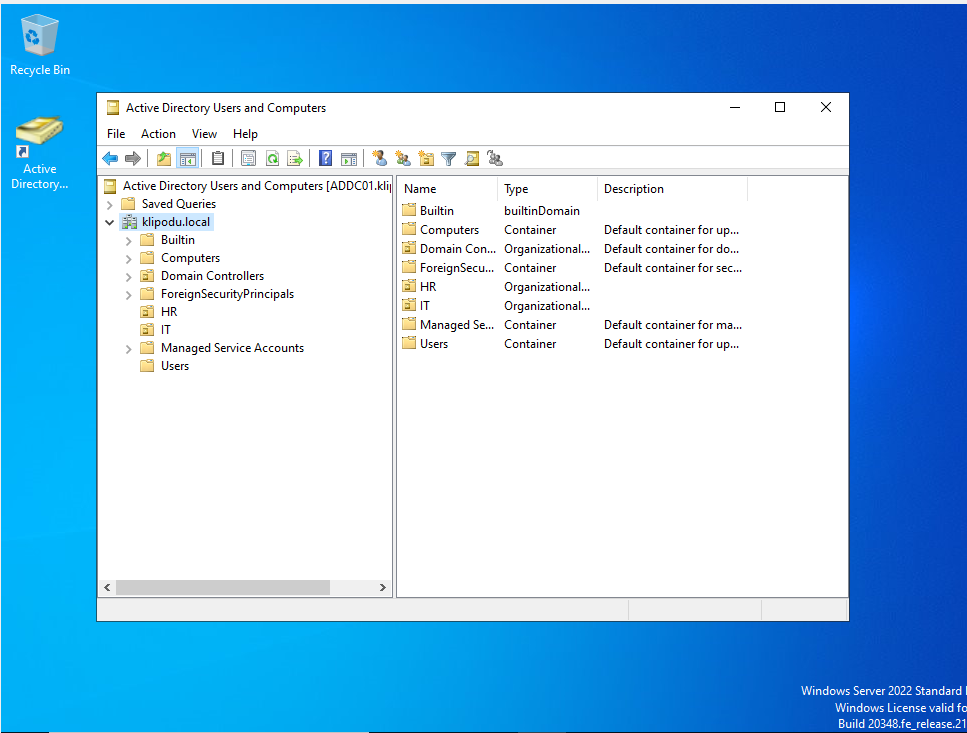 Recycle Bin
Active
Directory...
Active Directory Users and Computers
File Action View Help
Active Directory Users and Computers [ADDC01.kli
Saved Queries
klipodu.local
Builtin
Computers
Domain Controllers
ForeignSecurityPrincipals
HR
IT
Managed Service Accounts
Users
Name Type Description
Builtin builtinDomain
Computers Container Default container for up...
Domain Con... Organizational... Default container for do...
ForeignSecu... Container Default container for sec...
HR Organizational...
IT Organizational...
Managed Se... Container Default container for ma...
Users Container Default container for up...
Windows Server 2022 Standard
Windows License valid fo
Build 20348.fe_release.21